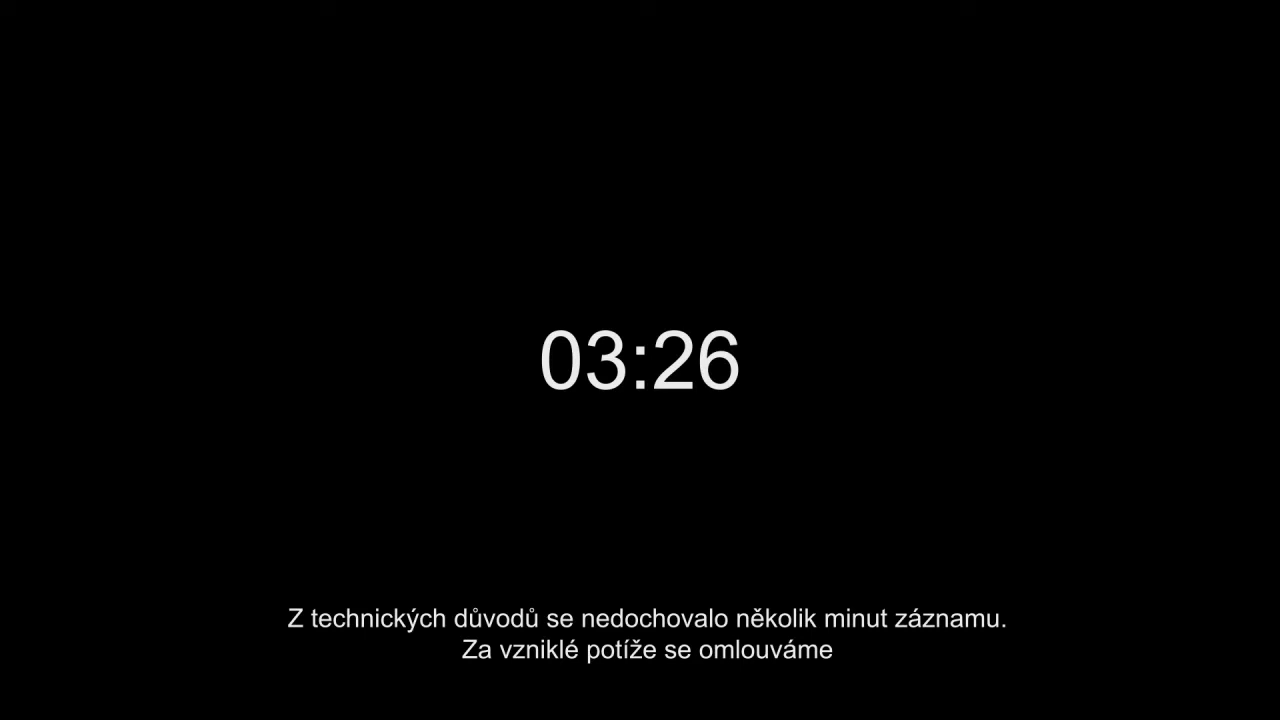 03:26
Z technických důvodů se nedochovalo několik minut záznamu.
Za vzniklé potíže se omlouváme